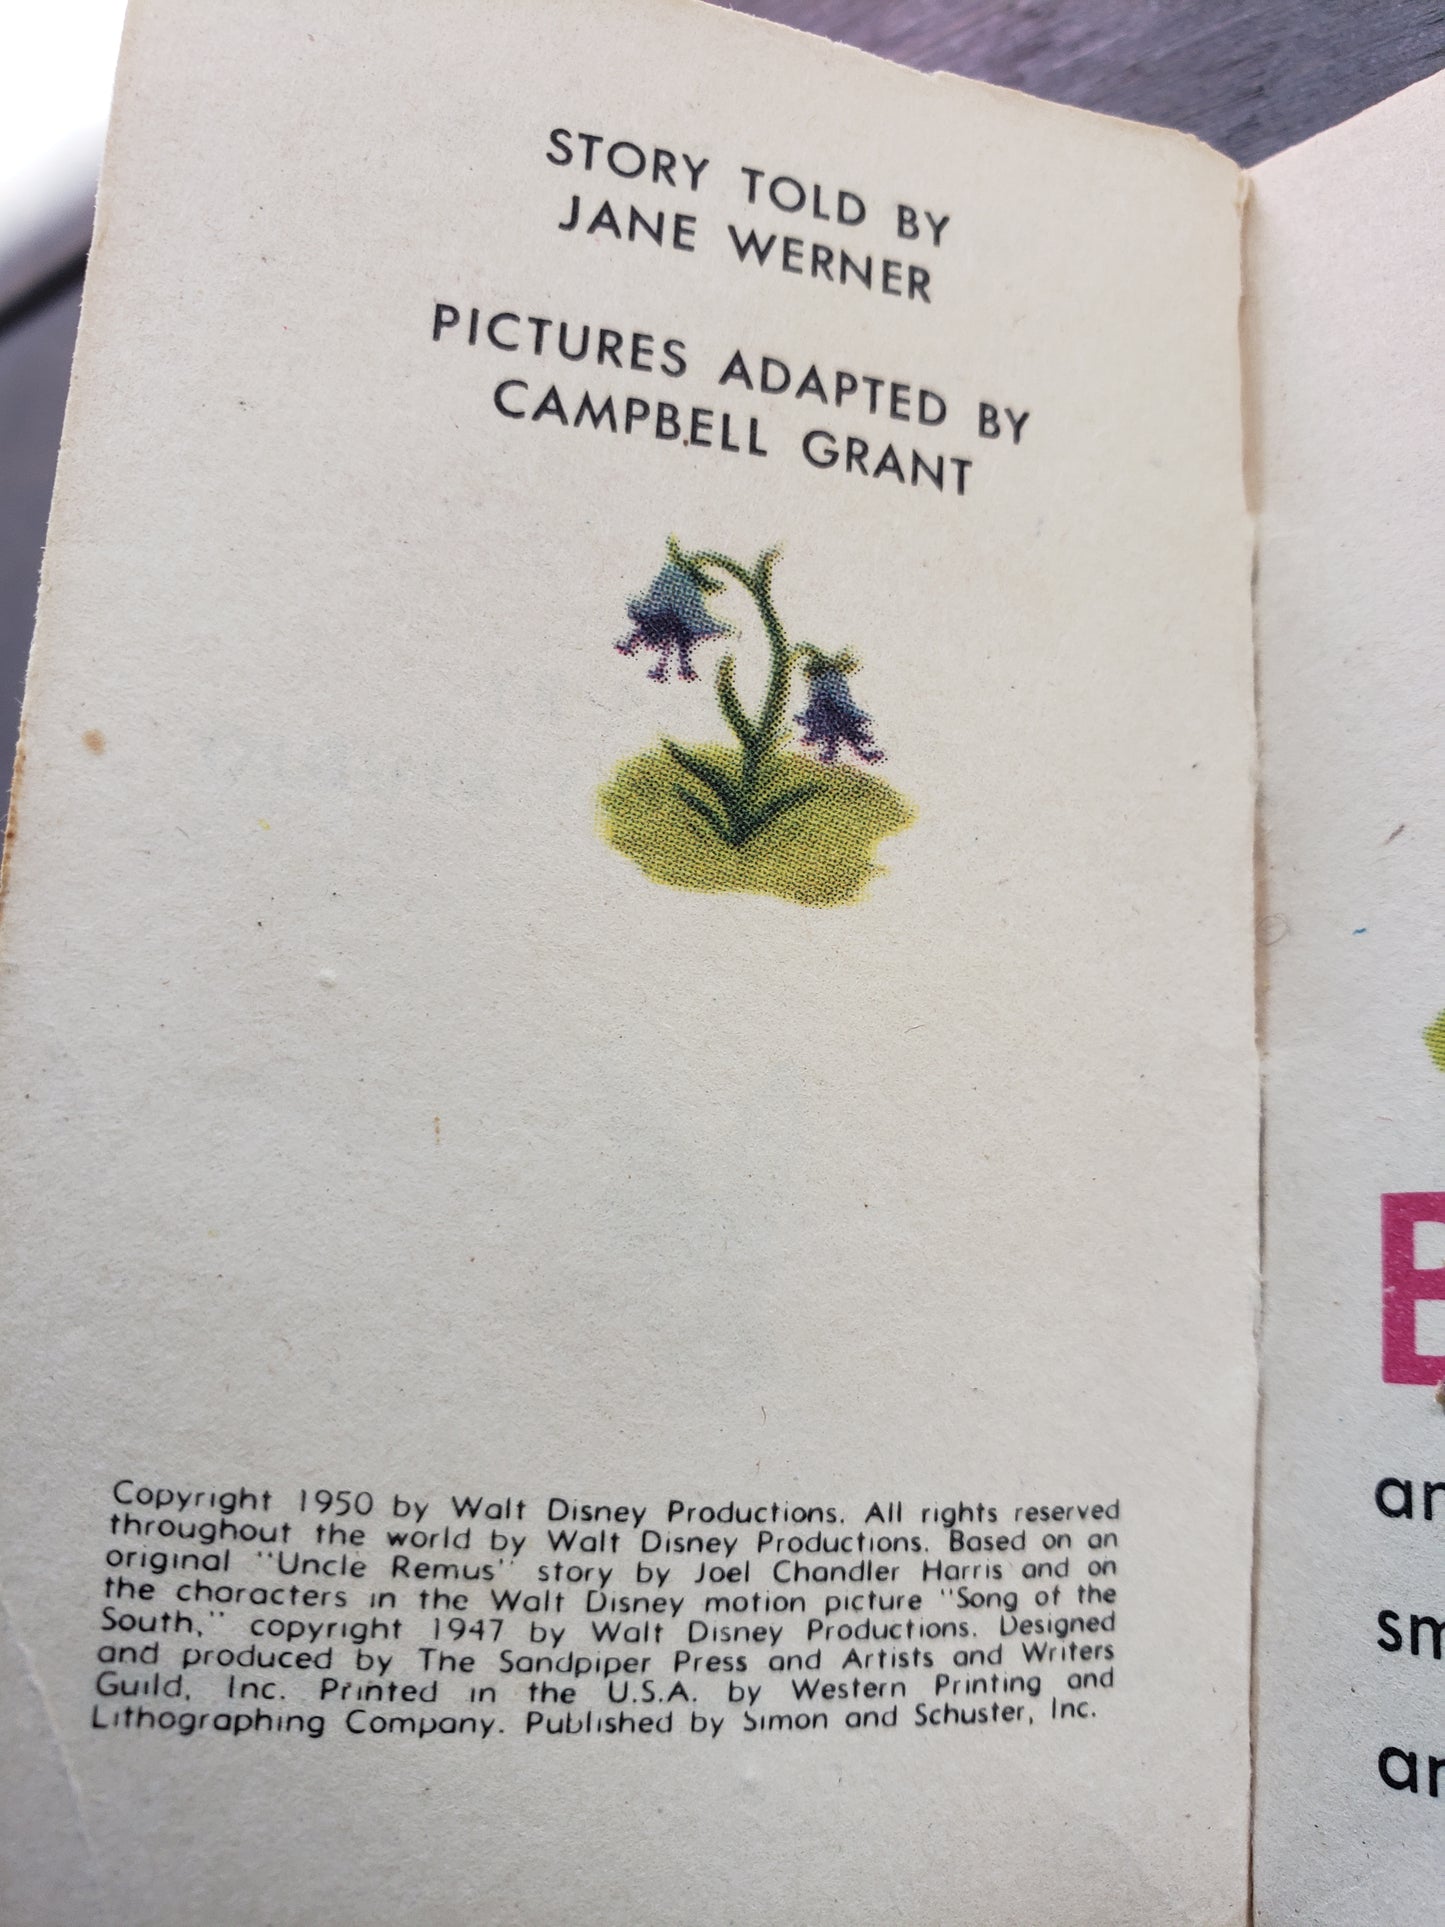 STORY TOLD BY
JANE WERNER
PICTURES ADAPTED BY
CAMPBELL GRANT
Copyright 1950 by Walt Disney Productions. All rights reserved
throughout the world by Walt Disney Productions. Based on an
original "Uncle Remus" story by Joel Chandler Harris and on
the characters in the Walt Disney motion picture "Song of the
South," copyright 1947 by Walt Disney Productions. Designed
and produced by The Sandpiper Press and Artists and Writers
Guild, Inc. Printed in the U.S.A. by Western Printing and
Lithographing Company. Published by Simon and Schuster, Inc.